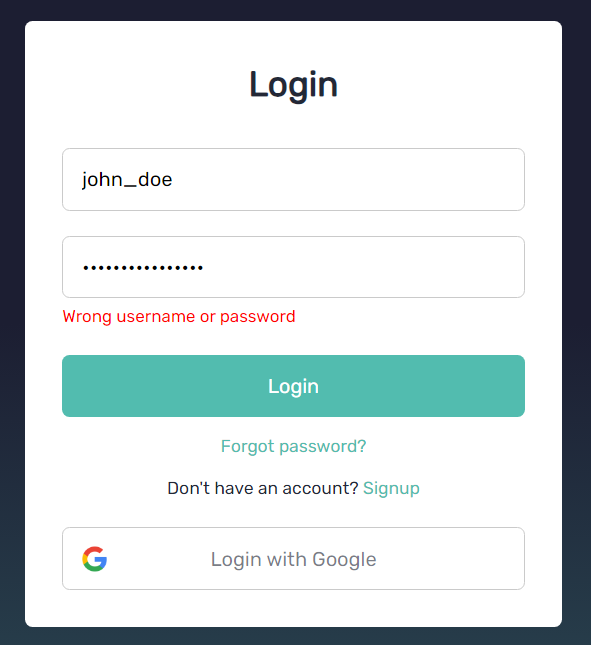 Login
john_doe
••••••••••••••••
Wrong username or password
Login
Forgot password?
Don't have an account? Signup
Login with Google